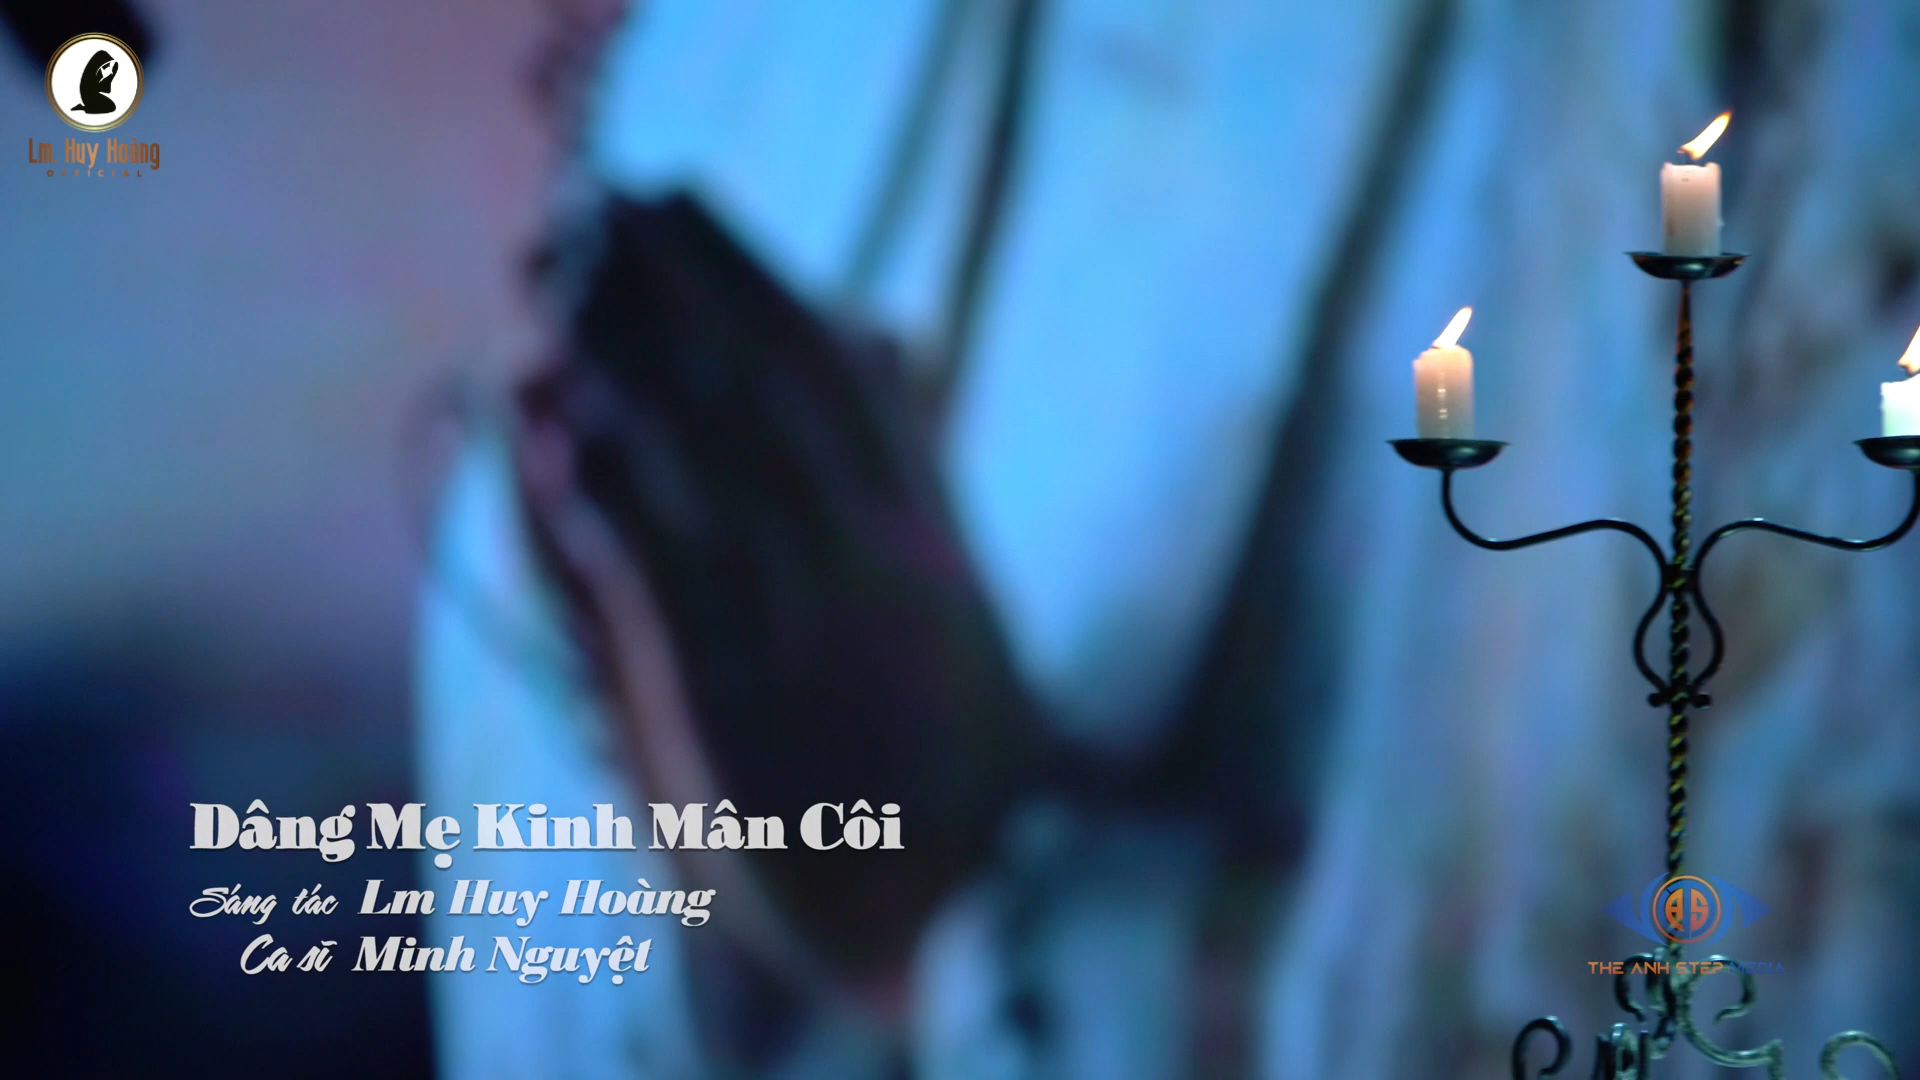 Lm. Huy Hoàng
OFFICIAL
Dâng Mẹ Kinh Mân Côi
Sáng tác Lm Huy Hoàng
Ca sĩ Minh Nguyệt
AS
THE ANH STEP MEDIA